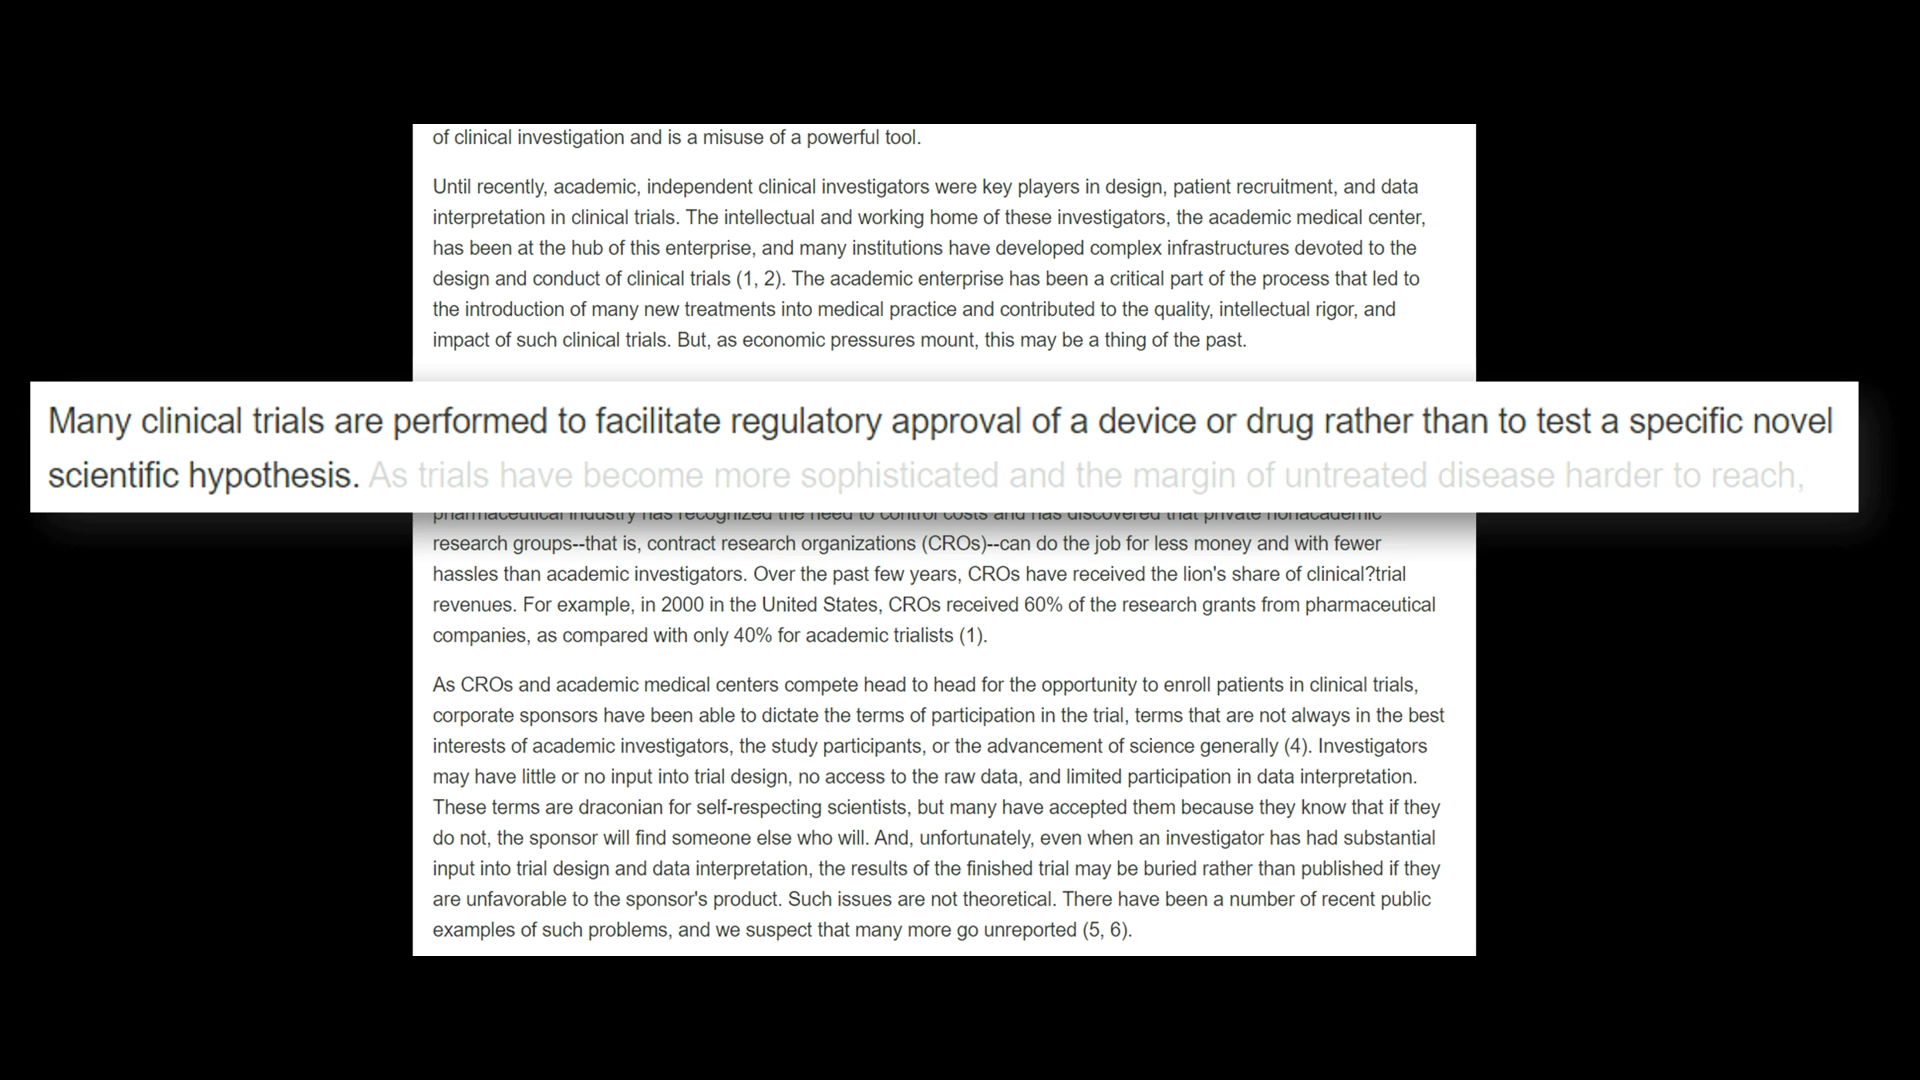 of clinical investigation and is a misuse of a powerful tool.
Until recently, academic, independent clinical investigators were key players in design, patient recruitment, and data
interpretation in clinical trials. The intellectual and working home of these investigators, the academic medical center,
has been at the hub of this enterprise, and many institutions have developed complex infrastructures devoted to the
design and conduct of clinical trials (1, 2). The academic enterprise has been a critical part of the process that led to
the introduction of many new treatments into medical practice and contributed to the quality, intellectual rigor, and
impact of such clinical trials. But, as economic pressures mount, this may be a thing of the past.
Many clinical trials are performed to facilitate regulatory approval of a device or drug rather than to test a specific novel
scientific hypothesis. As trials have become more sophisticated and the margin of untreated disease harder to reach,
pharmaceutical industry has recognized the need to control costs and has discovered that private nonacademic
research groups--that is, contract research organizations (CROs)--can do the job for less money and with fewer
hassles than academic investigators. Over the past few years, CROs have received the lion's share of clinical?trial
revenues. For example, in 2000 in the United States, CROs received 60% of the research grants from pharmaceutical
companies, as compared with only 40% for academic trialists (1).
As CROs and academic medical centers compete head to head for the opportunity to enroll patients in clinical trials,
corporate sponsors have been able to dictate the terms of participation in the trial, terms that are not always in the best
interests of academic investigators, the study participants, or the advancement of science generally (4). Investigators
may have little or no input into trial design, no access to the raw data, and limited participation in data interpretation.
These terms are draconian for self-respecting scientists, but many have accepted them because they know that if they
do not, the sponsor will find someone else who will. And, unfortunately, even when an investigator has had substantial
input into trial design and data interpretation, the results of the finished trial may be buried rather than published if they
are unfavorable to the sponsor's product. Such issues are not theoretical. There have been a number of recent public
examples of such problems, and we suspect that many more go unreported (5, 6).